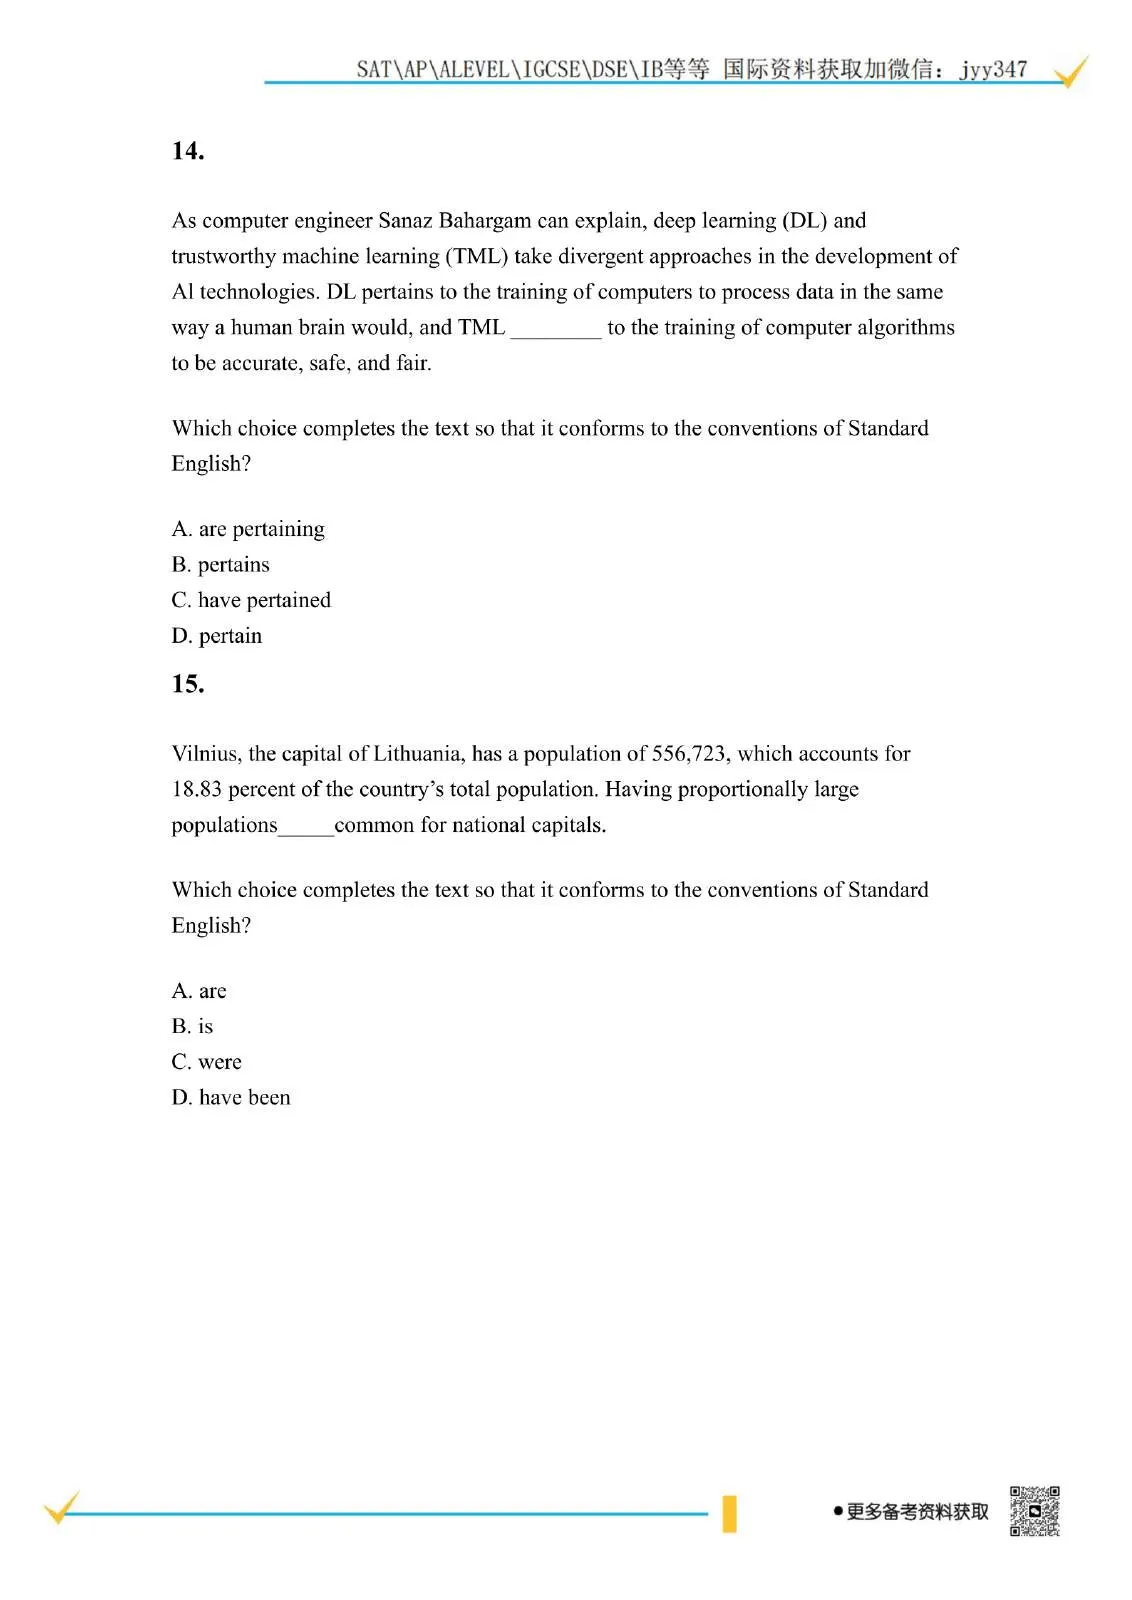 SAT\AP\ALEVEL\IGCSE\DSE\IB等等 国际资料获取加微信：jyy347
14.
As computer engineer Sanaz Bahargam can explain, deep learning (DL) and
trustworthy machine learning (TML) take divergent approaches in the development of
Al technologies. DL pertains to the training of computers to process data in the same
way a human brain would, and TML ________ to the training of computer algorithms
to be accurate, safe, and fair.
Which choice completes the text so that it conforms to the conventions of Standard
English?
A. are pertaining
B. pertains
C. have pertained
D. pertain
15.
Vilnius, the capital of Lithuania, has a population of 556,723, which accounts for
18.83 percent of the country’s total population. Having proportionally large
populations_____common for national capitals.
Which choice completes the text so that it conforms to the conventions of Standard
English?
A. are
B. is
C. were
D. have been
●更多备考资料获取